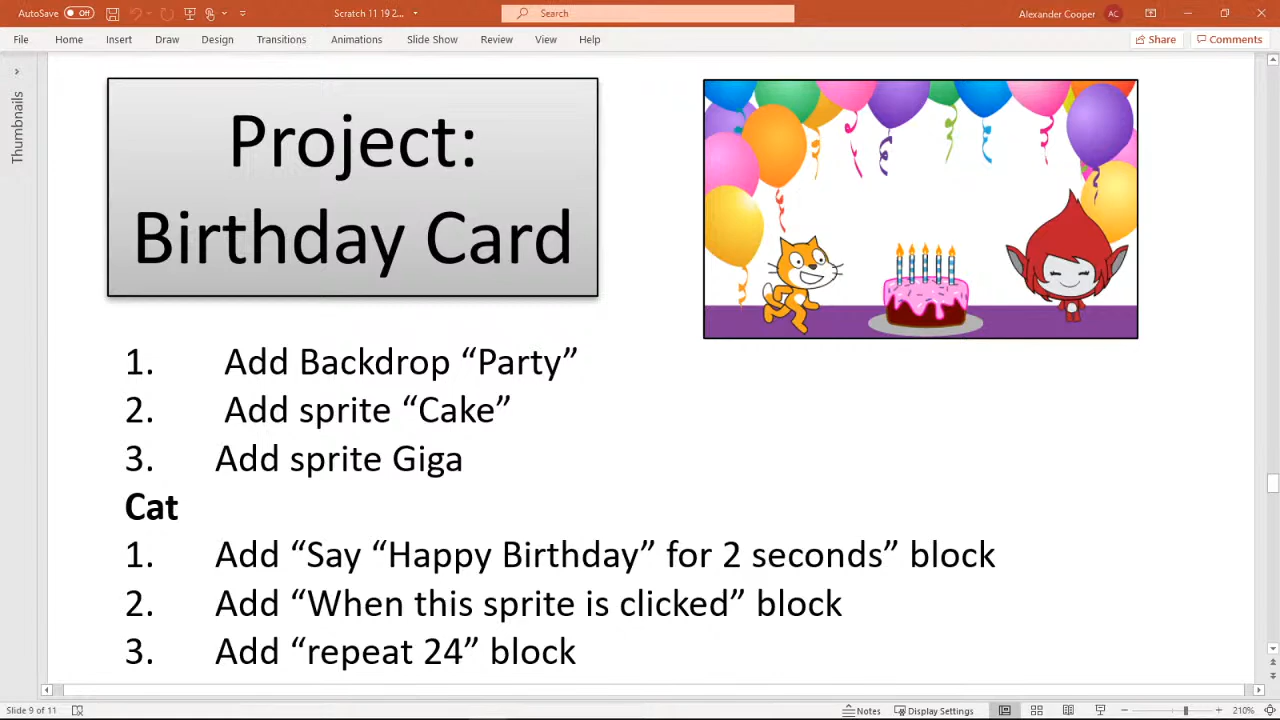 AutoSave Off Scratch 11 19 2... Search Alexander Cooper AC
File Home Insert Draw Design Transitions Animations Slide Show Review View Help Share Comments
Thumbnails
Project:
Birthday Card
1. Add Backdrop “Party”
2. Add sprite “Cake”
3. Add sprite Giga
Cat
1. Add “Say “Happy Birthday” for 2 seconds” block
2. Add “When this sprite is clicked” block
3. Add “repeat 24” block
Slide 9 of 11 Notes Display Settings 210%